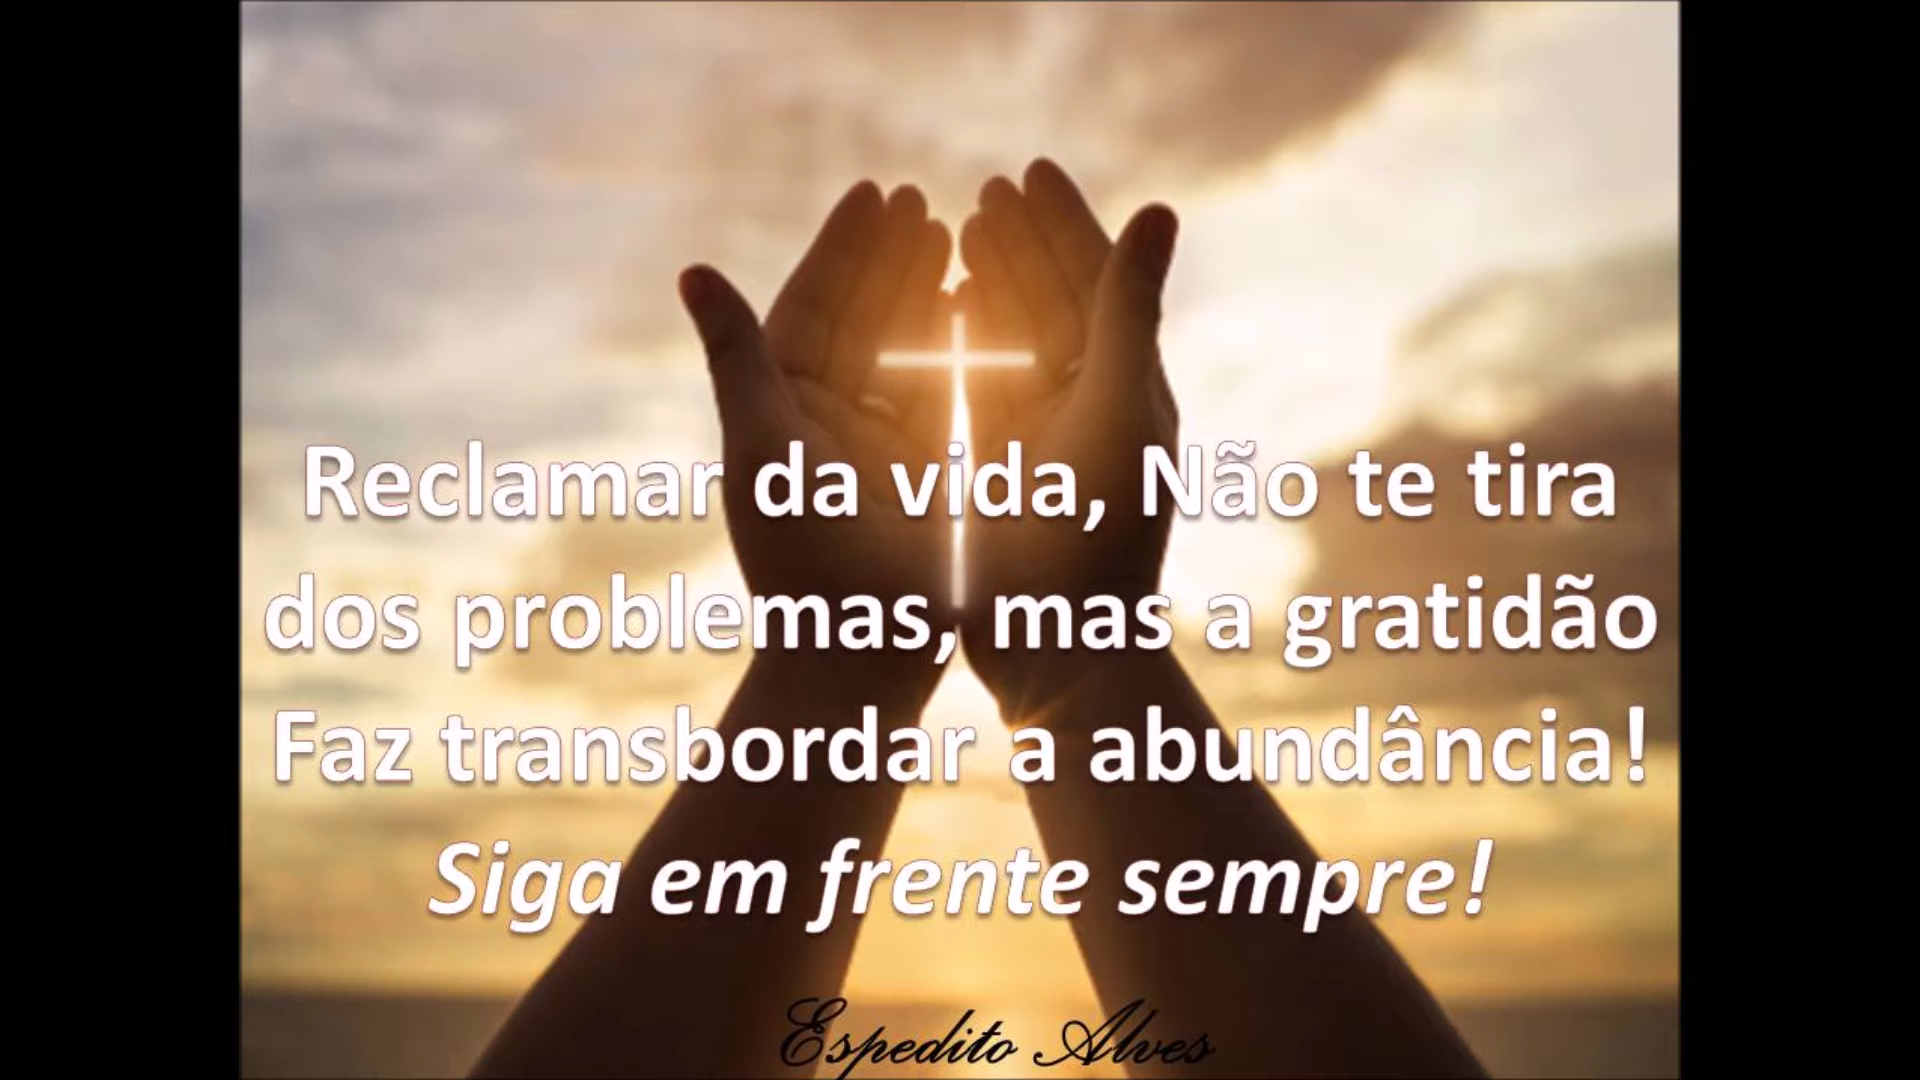 Reclamar da vida, Não te tira
dos problemas, mas a gratidão
Faz transbordar a abundância!
Siga em frente sempre!
Espedito Alves